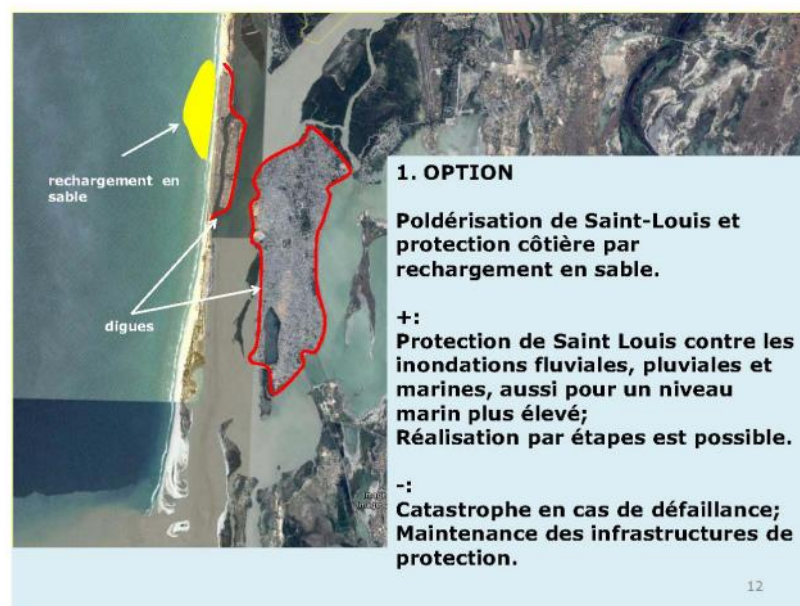 rechargement en
sable
digues
1. OPTION
Poldérisation de Saint-Louis et
protection côtière par
rechargement en sable.
+:
Protection de Saint Louis contre les
inondations fluviales, pluviales et
marines, aussi pour un niveau
marin plus élevé;
Réalisation par étapes est possible.
-:
Catastrophe en cas de défaillance;
Maintenance des infrastructures de
protection.
12